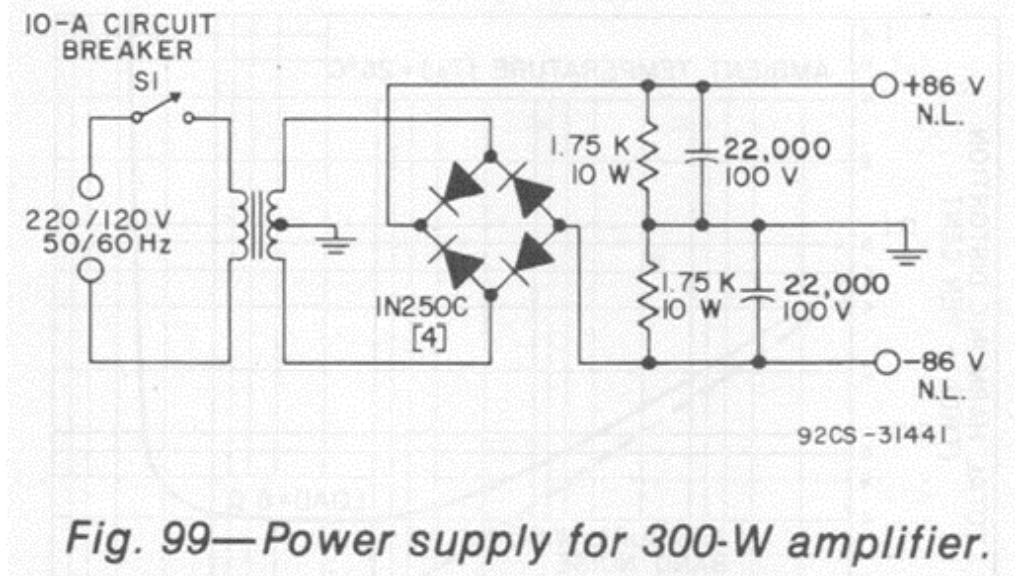 10-A CIRCUIT
BREAKER
S1
220/120 V
50/60 Hz
1N250C
[4]
1.75 K
10 W
22,000
100 V
1.75 K
10 W
22,000
100 V
+86 V
N.L.
-86 V
N.L.
92CS-31441
Fig. 99—Power supply for 300-W amplifier.